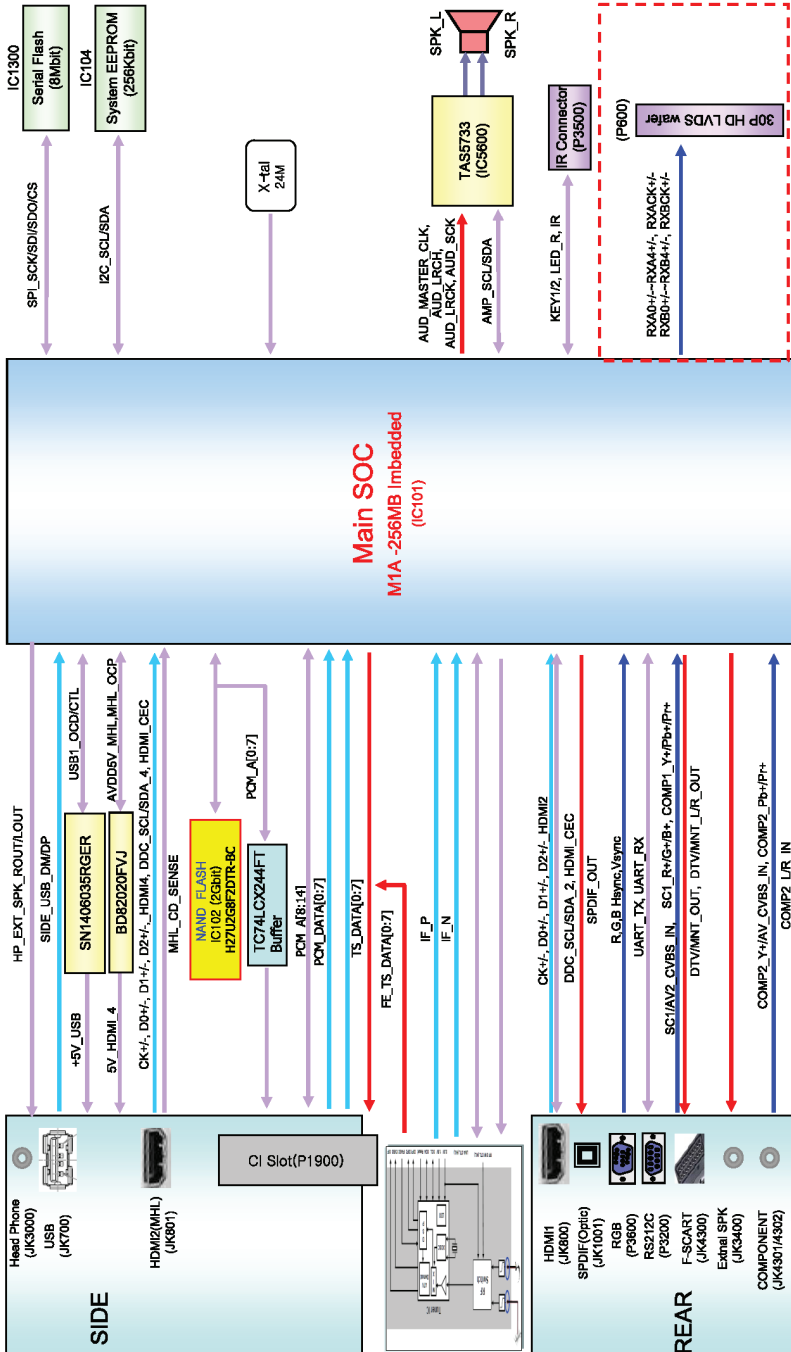 IC1300
Serial Flash
(8Mbit)
SPI_SCK/SDI/SDO/CS
IC104
System EEPROM
(256Kbit)
I2C_SCL/SDA
X-tal
24M
SPK_L
SPK_R
TAS5733
(IC5600)
AUD_MASTER_CLK,
AUD_LRCH,
AUD_LRCK, AUD_SCK
AMP_SCL/SDA
IR Connector
(P3500)
KEY1/2, LED_R, IR
(P600)
30P HD LVDS wafer
RXA0+/-~RXA4+/-, RXACK+/-
RXB0+/-~RXB4+/-, RXBCK+/-
Main SOC
M1A -256MB Imbedded
(IC101)
HP_EXT_SPK_ROUT/LOUT
SIDE_USB_DM/DP
USB1_OCD/CTL
SN1406035RGER
+5V_USB
AVDD5V_MHL,MHL_OCP
BD82020FVJ
5V_HDMI_4
CK+/-, D0+/-, D1+/-, D2+/-_HDMI4, DDC_SCL/SDA_4, HDMI_CEC
MHL_CD_SENSE
NAND FLASH
IC102 (2Gbit)
H27U2G8F2DTR-BC
PCM_A[0:7]
TC74LCX244FT
Buffer
PCM_A[8:14]
PCM_DATA[0:7]
TS_DATA[0:7]
FE_TS_DATA[0:7]
IF_P
IF_N
CK+/-, D0+/-, D1+/-, D2+/-_HDMI2
DDC_SCL/SDA_2, HDMI_CEC
SPDIF_OUT
R,G,B Hsync,Vsync
UART_TX, UART_RX
SC1/AV2_CVBS_IN, SC1_R+/G+/B+, COMP1_Y+/Pb+/Pr+
DTV/MNT_OUT, DTV/MNT_L/R_OUT
COMP2_Y+/AV_CVBS_IN, COMP2_Pb+/Pr+
COMP2 L/R IN
SIDE
Head Phone
(JK3000)
USB
(JK700)
HDMI2(MHL)
(JK801)
CI Slot(P1900)
Tuner IC
RF
Switch
REAR
HDMI1
(JK800)
SPDIF(Optic)
(JK1001)
RGB
(P3600)
RS212C
(P3200)
F-SCART
(JK4300)
Extnal SPK
(JK3400)
COMPONENT
(JK4301/4302)